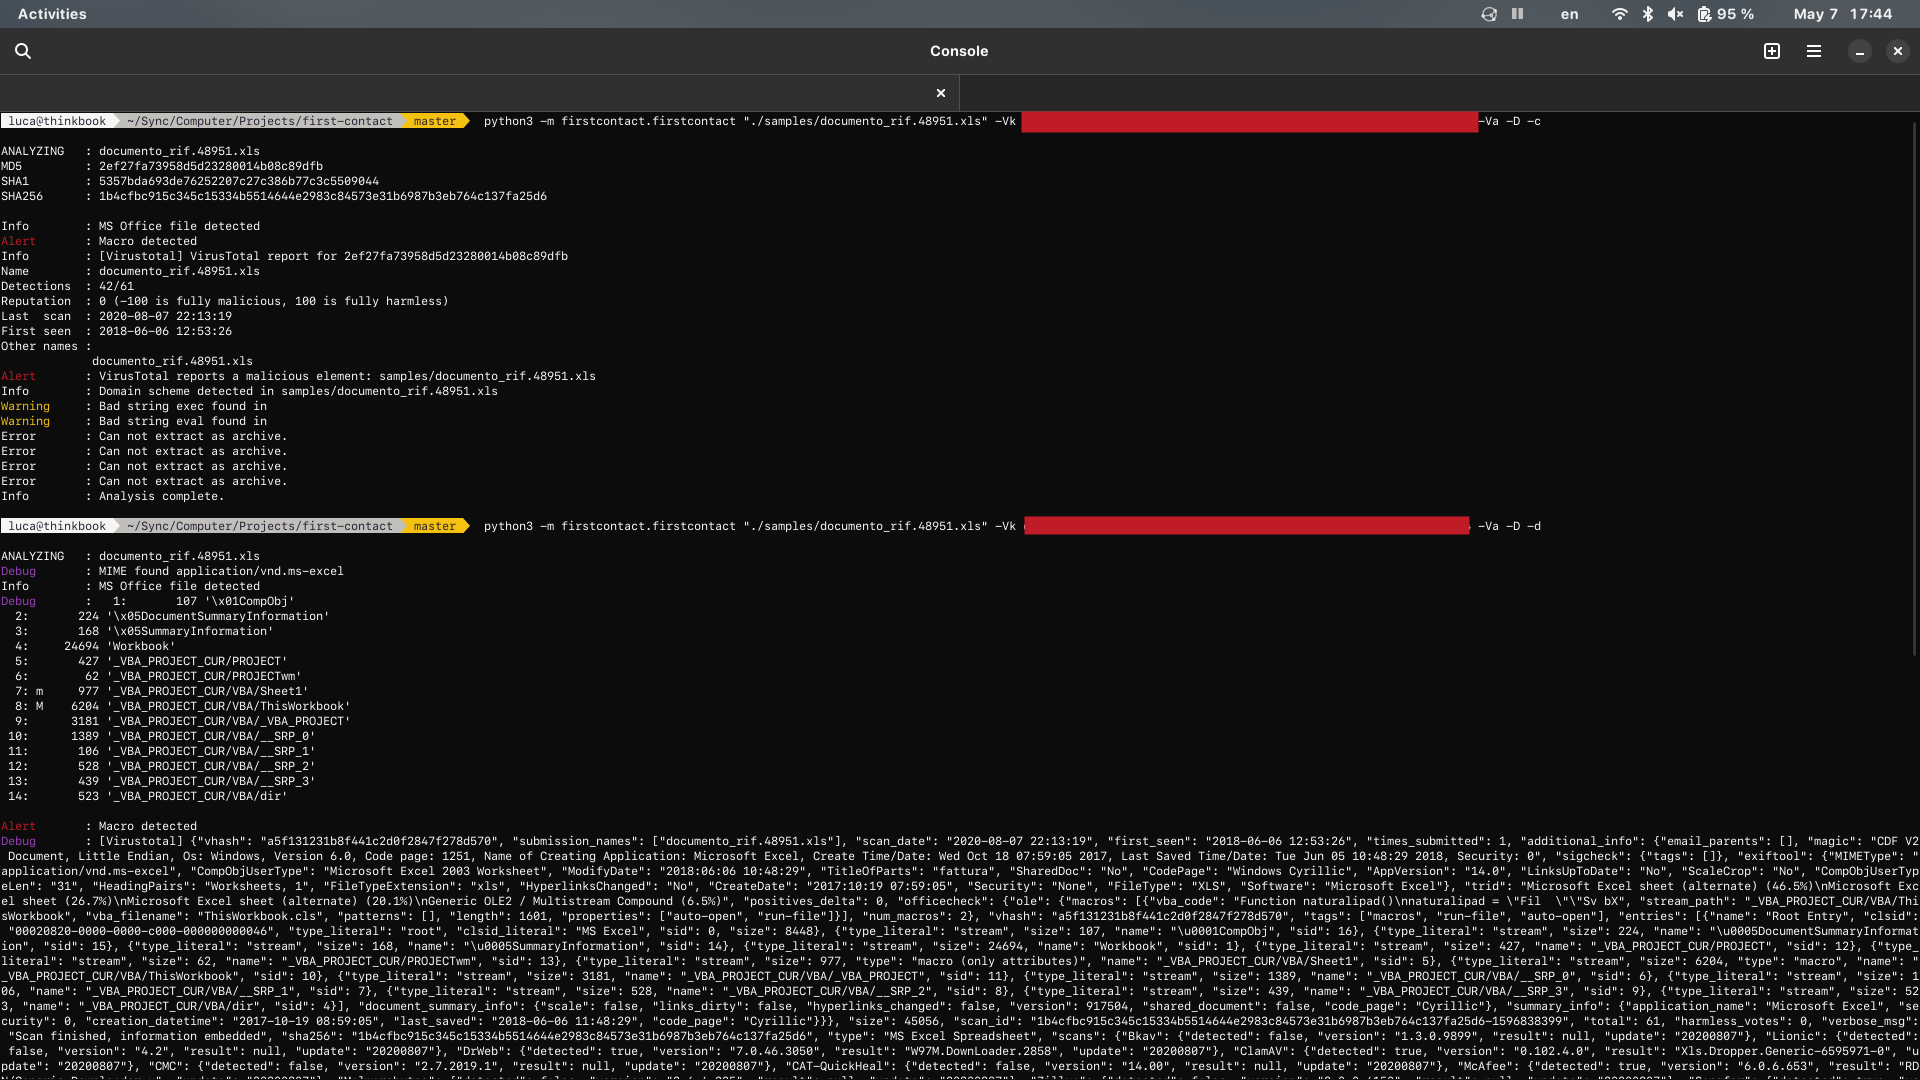 Activities
en
95 %
May 7 17:44
Console
luca@thinkbook ~/Sync/Computer/Projects/first-contact master python3 -m firstcontact.firstcontact "./samples/documento_rif.48951.xls" -Vk -Va -D -c
ANALYZING : documento_rif.48951.xls
MD5 : 2ef27fa73958d5d23280014b08c89dfb
SHA1 : 5357bda693de76252207c27c386b77c3c5509044
SHA256 : 1b4cfbc915c345c15334b5514644e2983c84573e31b6987b3eb764c137fa25d6
Info : MS Office file detected
Alert : Macro detected
Info : [Virustotal] VirusTotal report for 2ef27fa73958d5d23280014b08c89dfb
Name : documento_rif.48951.xls
Detections : 42/61
Reputation : 0 (-100 is fully malicious, 100 is fully harmless)
Last scan : 2020-08-07 22:13:19
First seen : 2018-06-06 12:53:26
Other names :
documento_rif.48951.xls
Alert : VirusTotal reports a malicious element: samples/documento_rif.48951.xls
Info : Domain scheme detected in samples/documento_rif.48951.xls
Warning : Bad string exec found in
Warning : Bad string eval found in
Error : Can not extract as archive.
Error : Can not extract as archive.
Error : Can not extract as archive.
Error : Can not extract as archive.
Info : Analysis complete.
luca@thinkbook ~/Sync/Computer/Projects/first-contact master python3 -m firstcontact.firstcontact "./samples/documento_rif.48951.xls" -Vk -Va -D -d
ANALYZING : documento_rif.48951.xls
Debug : MIME found application/vnd.ms-excel
Info : MS Office file detected
Debug : 1: 107 '\x01CompObj'
2: 224 '\x05DocumentSummaryInformation'
3: 168 '\x05SummaryInformation'
4: 24694 'Workbook'
5: 427 '_VBA_PROJECT_CUR/PROJECT'
6: 62 '_VBA_PROJECT_CUR/PROJECTwm'
7: m 977 '_VBA_PROJECT_CUR/VBA/Sheet1'
8: M 6204 '_VBA_PROJECT_CUR/VBA/ThisWorkbook'
9: 3181 '_VBA_PROJECT_CUR/VBA/_VBA_PROJECT'
10: 1389 '_VBA_PROJECT_CUR/VBA/__SRP_0'
11: 106 '_VBA_PROJECT_CUR/VBA/__SRP_1'
12: 528 '_VBA_PROJECT_CUR/VBA/__SRP_2'
13: 439 '_VBA_PROJECT_CUR/VBA/__SRP_3'
14: 523 '_VBA_PROJECT_CUR/VBA/dir'
Alert : Macro detected
Debug : [Virustotal] {"vhash": "a5f131231b8f441c2d0f2847f278d570", "submission_names": ["documento_rif.48951.xls"], "scan_date": "2020-08-07 22:13:19", "first_seen": "2018-06-06 12:53:26", "times_submitted": 1, "additional_info": {"email_parents": [], "magic": "CDF V2
Document, Little Endian, Os: Windows, Version 6.0, Code page: 1251, Name of Creating Application: Microsoft Excel, Create Time/Date: Wed Oct 18 07:59:05 2017, Last Saved Time/Date: Tue Jun 05 10:48:29 2018, Security: 0", "sigcheck": {"tags": []}, "exiftool": {"MIMEType": "
application/vnd.ms-excel", "CompObjUserType": "Microsoft Excel 2003 Worksheet", "ModifyDate": "2018:06:06 10:48:29", "TitleOfParts": "fattura", "SharedDoc": "No", "CodePage": "Windows Cyrillic", "AppVersion": "14.0", "LinksUpToDate": "No", "ScaleCrop": "No", "CompObjUserTyp
eLen": "31", "HeadingPairs": "Worksheets, 1", "FileTypeExtension": "xls", "HyperlinksChanged": "No", "CreateDate": "2017:10:19 07:59:05", "Security": "None", "FileType": "XLS", "Software": "Microsoft Excel"}, "trid": "Microsoft Excel sheet (alternate) (46.5%)\nMicrosoft Exc
el sheet (26.7%)\nMicrosoft Excel sheet (alternate) (20.1%)\nGeneric OLE2 / Multistream Compound (6.5%)", "positives_delta": 0, "officecheck": {"ole": {"macros": [{"vba_code": "Function naturalipad()\nnaturalipad = \"Fil \"\"Sv bX", "stream_path": "_VBA_PROJECT_CUR/VBA/Thi
sWorkbook", "vba_filename": "ThisWorkbook.cls", "patterns": [], "length": 1601, "properties": ["auto-open", "run-file"]}], "num_macros": 2}, "vhash": "a5f131231b8f441c2d0f2847f278d570", "tags": ["macros", "run-file", "auto-open"], "entries": [{"name": "Root Entry", "clsid":
"00020820-0000-0000-c000-000000000046", "type_literal": "root", "clsid_literal": "MS Excel", "sid": 0, "size": 8448}, {"type_literal": "stream", "size": 107, "name": "\u0001CompObj", "sid": 16}, {"type_literal": "stream", "size": 224, "name": "\u0005DocumentSummaryInformat
ion", "sid": 15}, {"type_literal": "stream", "size": 168, "name": "\u0005SummaryInformation", "sid": 14}, {"type_literal": "stream", "size": 24694, "name": "Workbook", "sid": 1}, {"type_literal": "stream", "size": 427, "name": "_VBA_PROJECT_CUR/PROJECT", "sid": 12}, {"type_
literal": "stream", "size": 62, "name": "_VBA_PROJECT_CUR/PROJECTwm", "sid": 13}, {"type_literal": "stream", "size": 977, "type": "macro (only attributes)", "name": "_VBA_PROJECT_CUR/VBA/Sheet1", "sid": 5}, {"type_literal": "stream", "size": 6204, "type": "macro", "name": "
_VBA_PROJECT_CUR/VBA/ThisWorkbook", "sid": 10}, {"type_literal": "stream", "size": 3181, "name": "_VBA_PROJECT_CUR/VBA/_VBA_PROJECT", "sid": 11}, {"type_literal": "stream", "size": 1389, "name": "_VBA_PROJECT_CUR/VBA/__SRP_0", "sid": 6}, {"type_literal": "stream", "size": 1
06, "name": "_VBA_PROJECT_CUR/VBA/__SRP_1", "sid": 7}, {"type_literal": "stream", "size": 528, "name": "_VBA_PROJECT_CUR/VBA/__SRP_2", "sid": 8}, {"type_literal": "stream", "size": 439, "name": "_VBA_PROJECT_CUR/VBA/__SRP_3", "sid": 9}, {"type_literal": "stream", "size": 52
3, "name": "_VBA_PROJECT_CUR/VBA/dir", "sid": 4}], "document_summary_info": {"scale": false, "links_dirty": false, "hyperlinks_changed": false, "version": 917504, "shared_document": false, "code_page": "Cyrillic"}, "summary_info": {"application_name": "Microsoft Excel", "se
curity": 0, "creation_datetime": "2017-10-19 08:59:05", "last_saved": "2018-06-06 11:48:29", "code_page": "Cyrillic"}}}, "size": 45056, "scan_id": "1b4cfbc915c345c15334b5514644e2983c84573e31b6987b3eb764c137fa25d6-1596838399", "total": 61, "harmless_votes": 0, "verbose_msg":
"Scan finished, information embedded", "sha256": "1b4cfbc915c345c15334b5514644e2983c84573e31b6987b3eb764c137fa25d6", "type": "MS Excel Spreadsheet", "scans": {"Bkav": {"detected": false, "version": "1.3.0.9899", "result": null, "update": "20200807"}, "Lionic": {"detected":
false, "version": "4.2", "result": null, "update": "20200807"}, "DrWeb": {"detected": true, "version": "7.0.46.3050", "result": "W97M.DownLoader.2858", "update": "20200807"}, "ClamAV": {"detected": true, "version": "0.102.4.0", "result": "Xls.Dropper.Generic-6595971-0", "u
pdate": "20200807"}, "CMC": {"detected": false, "version": "2.7.2019.1", "result": null, "update": "20200807"}, "CAT-QuickHeal": {"detected": false, "version": "14.00", "result": null, "update": "20200807"}, "McAfee": {"detected": true, "version": "6.0.6.653", "result": "RD